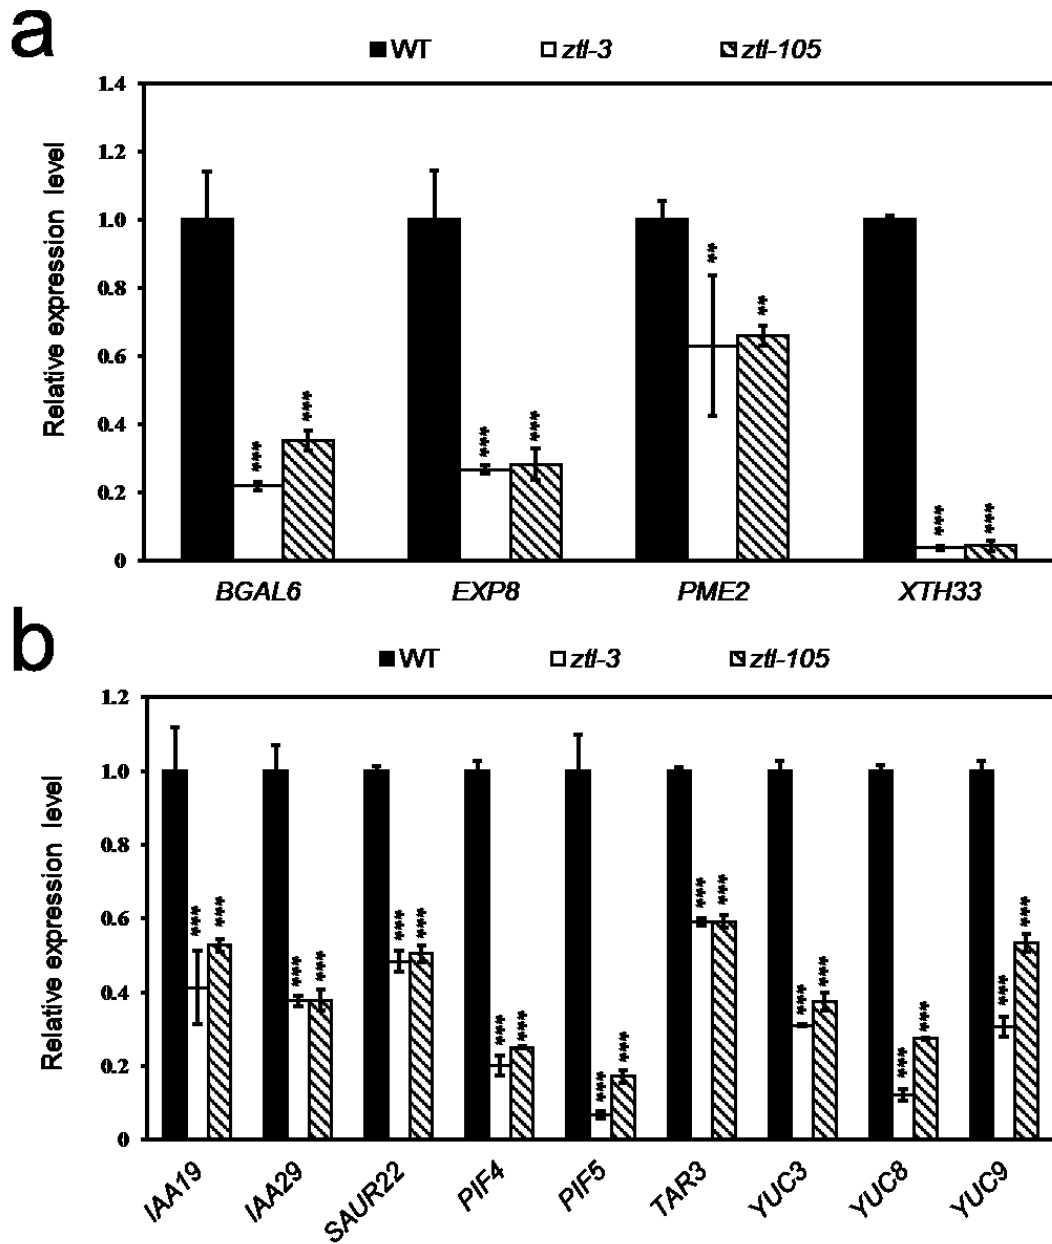 a
WT ztl-3 ztl-105
Relative expression level
1.4
1.2
1.0
0.8
0.6
0.4
0.2
0
*** *** *** *** ** ** *** ***
BGAL6 EXP8 PME2 XTH33
b
WT ztl-3 ztl-105
Relative expression level
1.2
1.0
0.8
0.6
0.4
0.2
0
*** *** *** *** *** *** *** *** *** *** *** *** *** *** *** *** *** ***
IAA19 IAA29 SAUR22 PIF4 PIF5 TAR3 YUC3 YUC8 YUC9